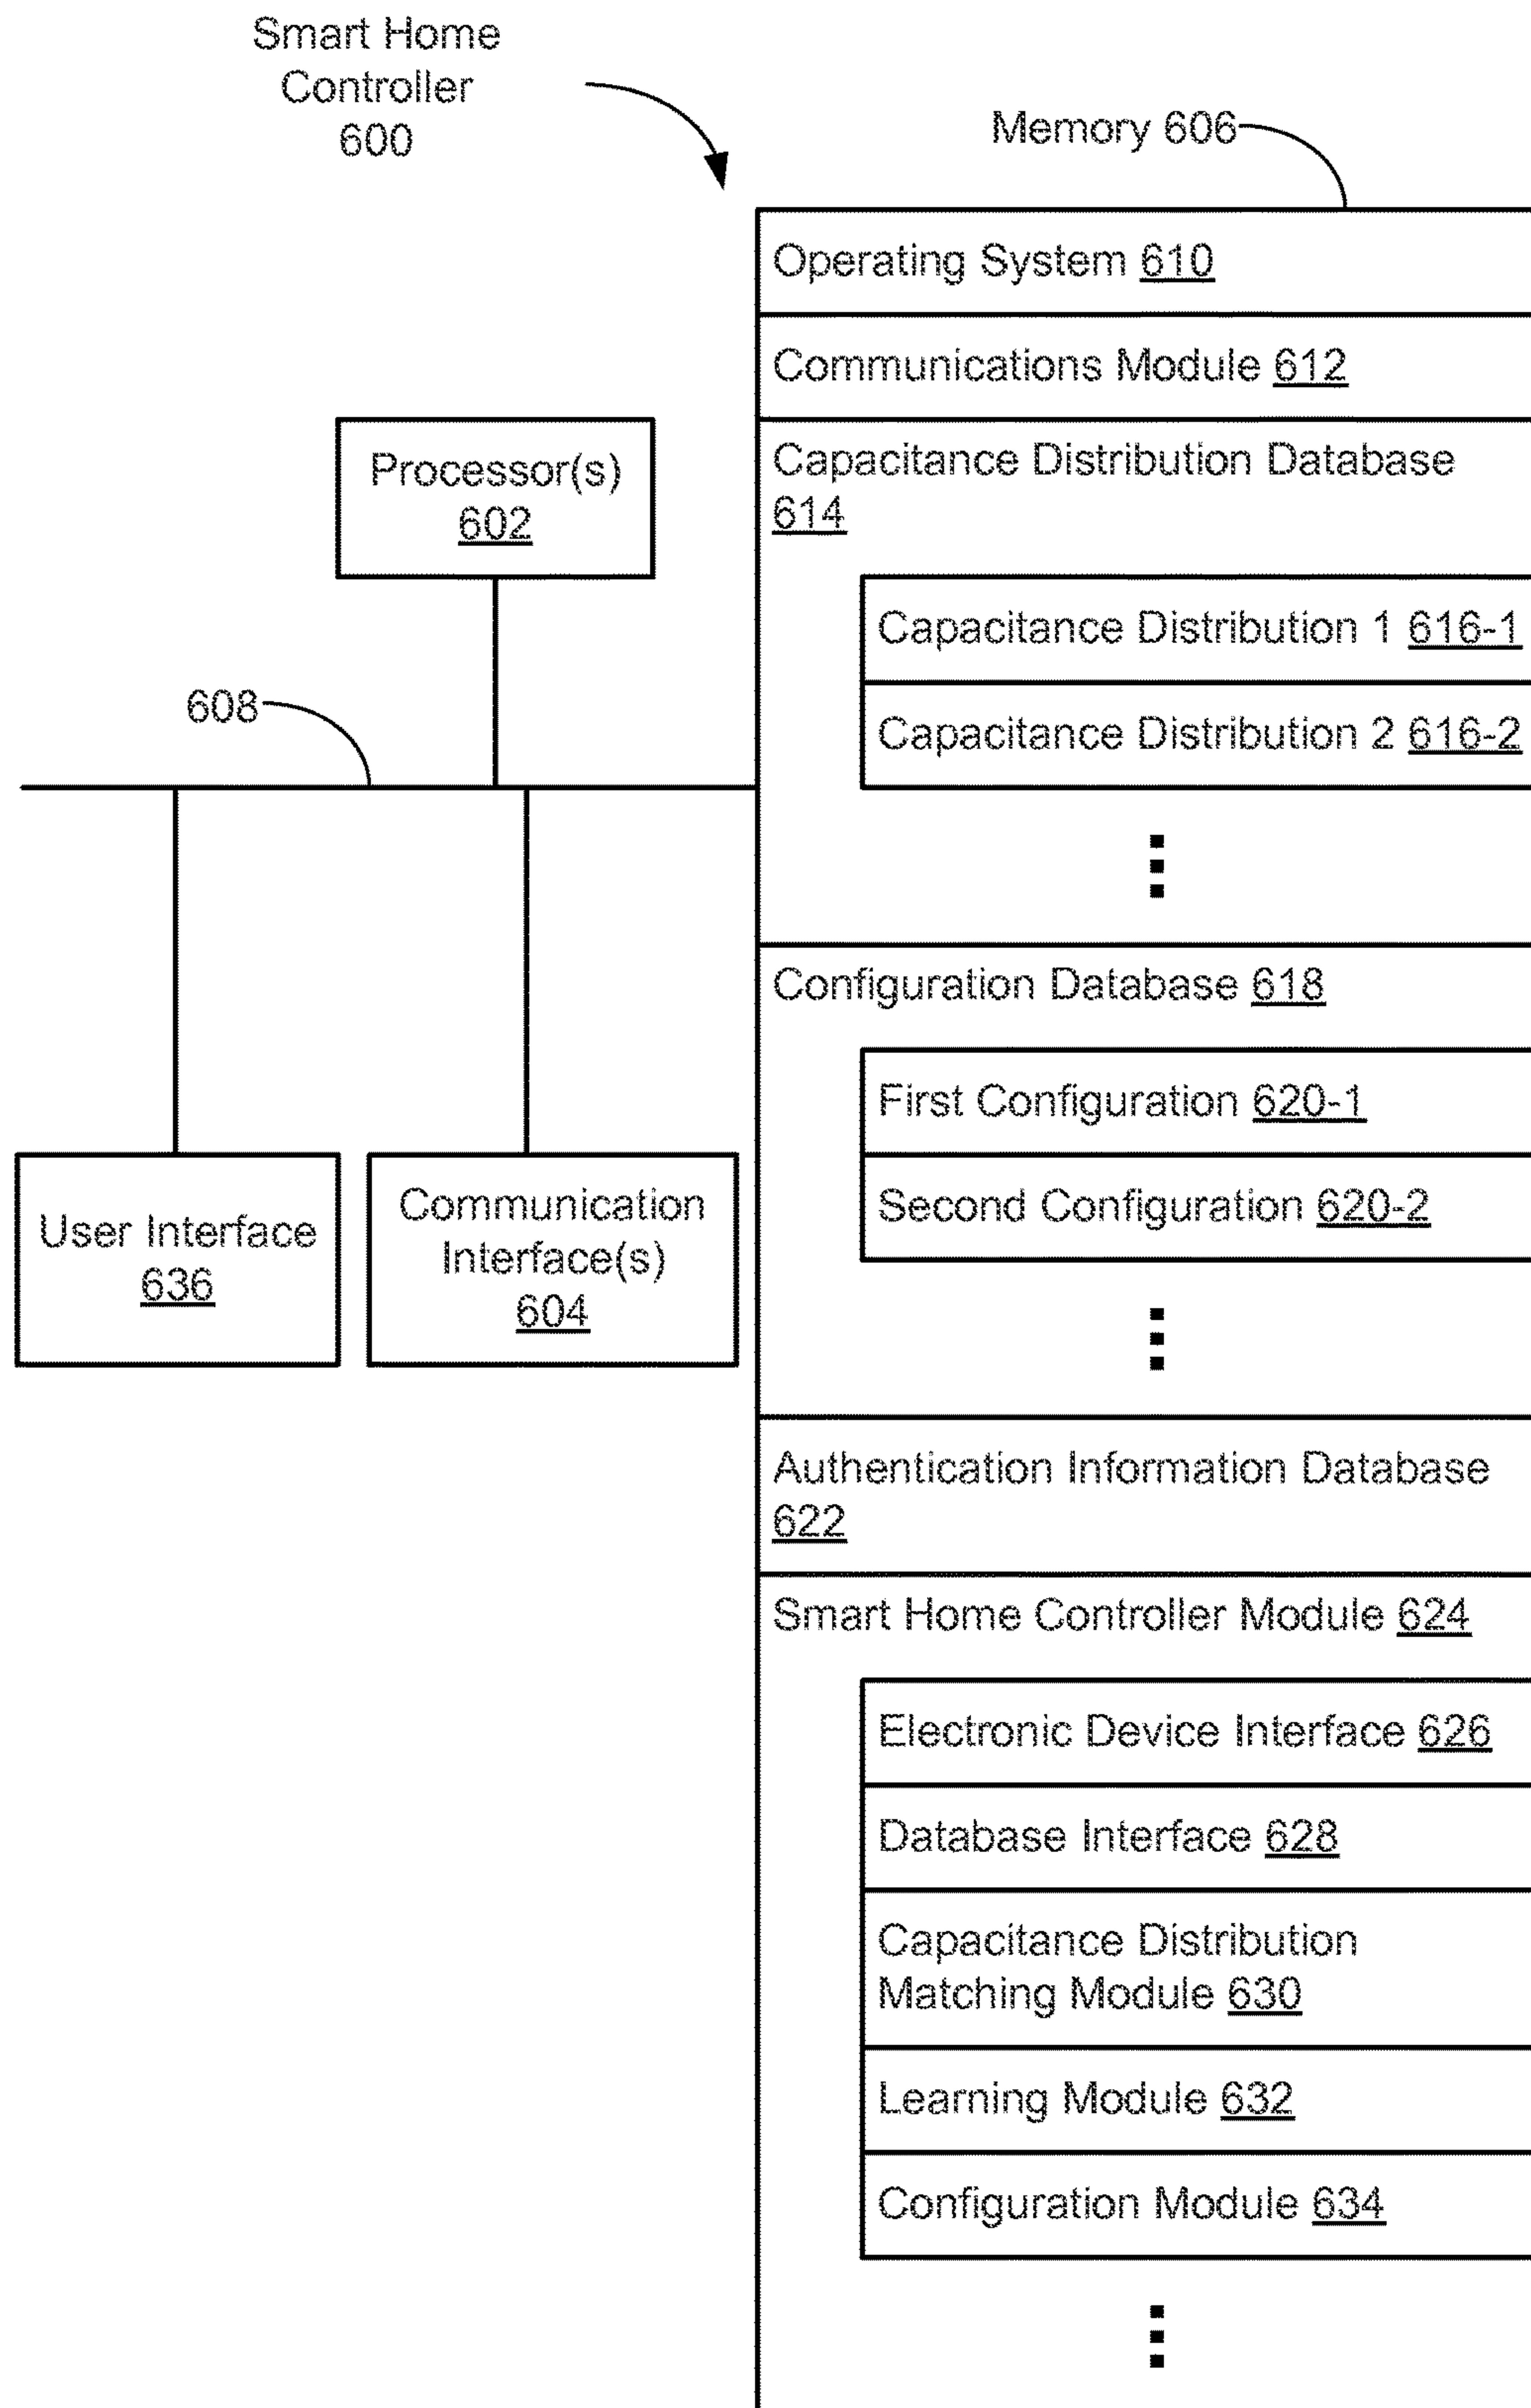 Smart Home
Controller
600
Memory 606
Operating System 610
Communications Module 612
Capacitance Distribution Database
614
Capacitance Distribution 1 616-1
Capacitance Distribution 2 616-2
Processor(s)
602
608
User Interface
636
Communication
Interface(s)
604
Configuration Database 618
First Configuration 620-1
Second Configuration 620-2
Authentication Information Database
622
Smart Home Controller Module 624
Electronic Device Interface 626
Database Interface 628
Capacitance Distribution
Matching Module 630
Learning Module 632
Configuration Module 634